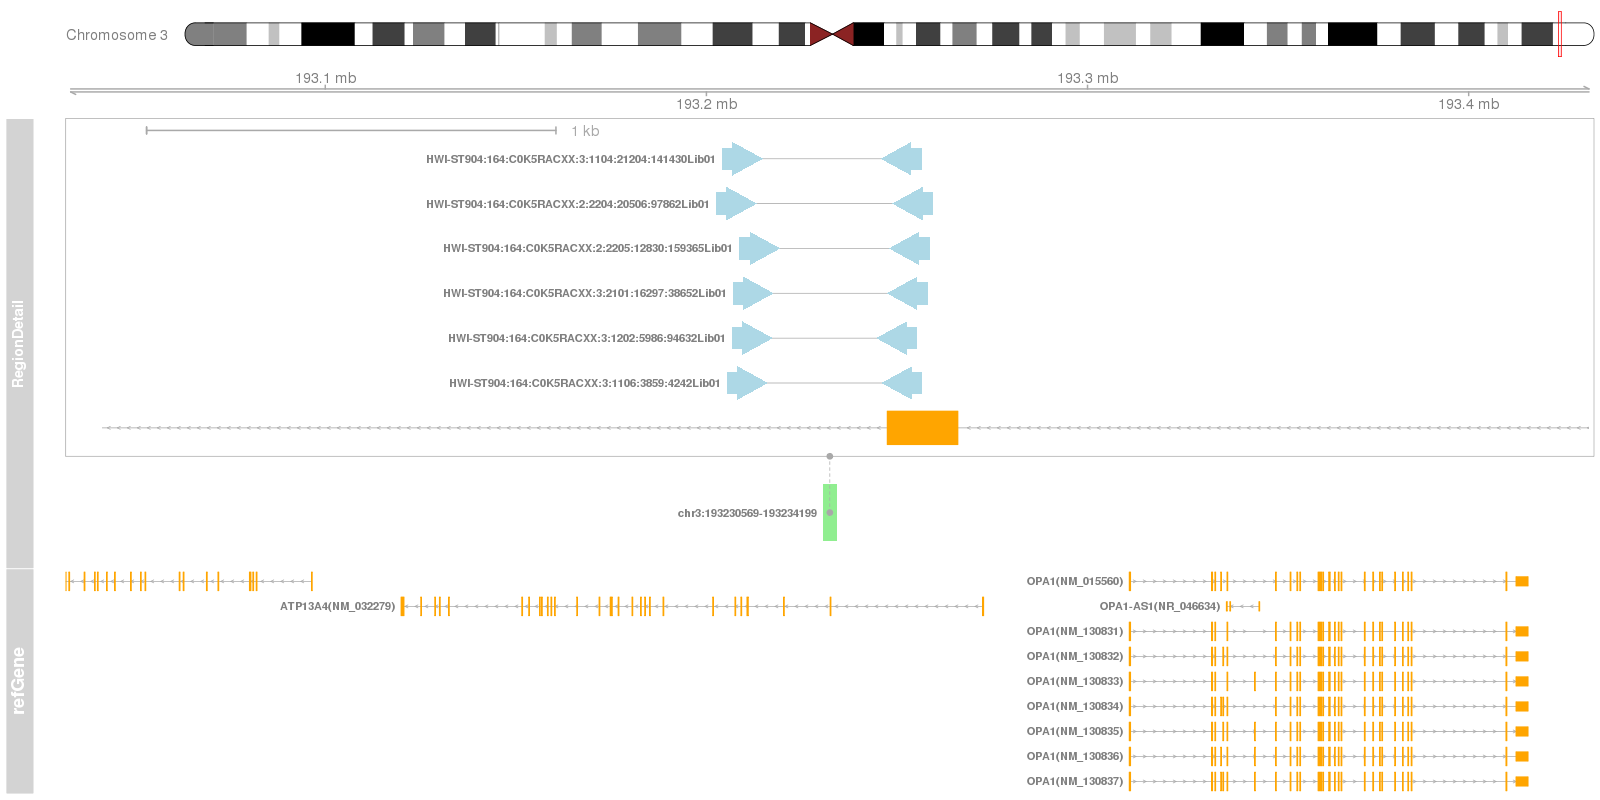 Chromosome 3
193.1 mb
193.3 mb
193.2 mb
193.4 mb
1 kb
RegionDetail
HWI-ST904:164:C0K5RACXX:3:1104:21204:141430Lib01
HWI-ST904:164:C0K5RACXX:2:2204:20506:97862Lib01
HWI-ST904:164:C0K5RACXX:2:2205:12830:159365Lib01
HWI-ST904:164:C0K5RACXX:3:2101:16297:38652Lib01
HWI-ST904:164:C0K5RACXX:3:1202:5986:94632Lib01
HWI-ST904:164:C0K5RACXX:3:1106:3859:4242Lib01
chr3:193230569-193234199
refGene
OPA1(NM_015560)
ATP13A4(NM_032279)
OPA1-AS1(NR_046634)
OPA1(NM_130831)
OPA1(NM_130832)
OPA1(NM_130833)
OPA1(NM_130834)
OPA1(NM_130835)
OPA1(NM_130836)
OPA1(NM_130837)